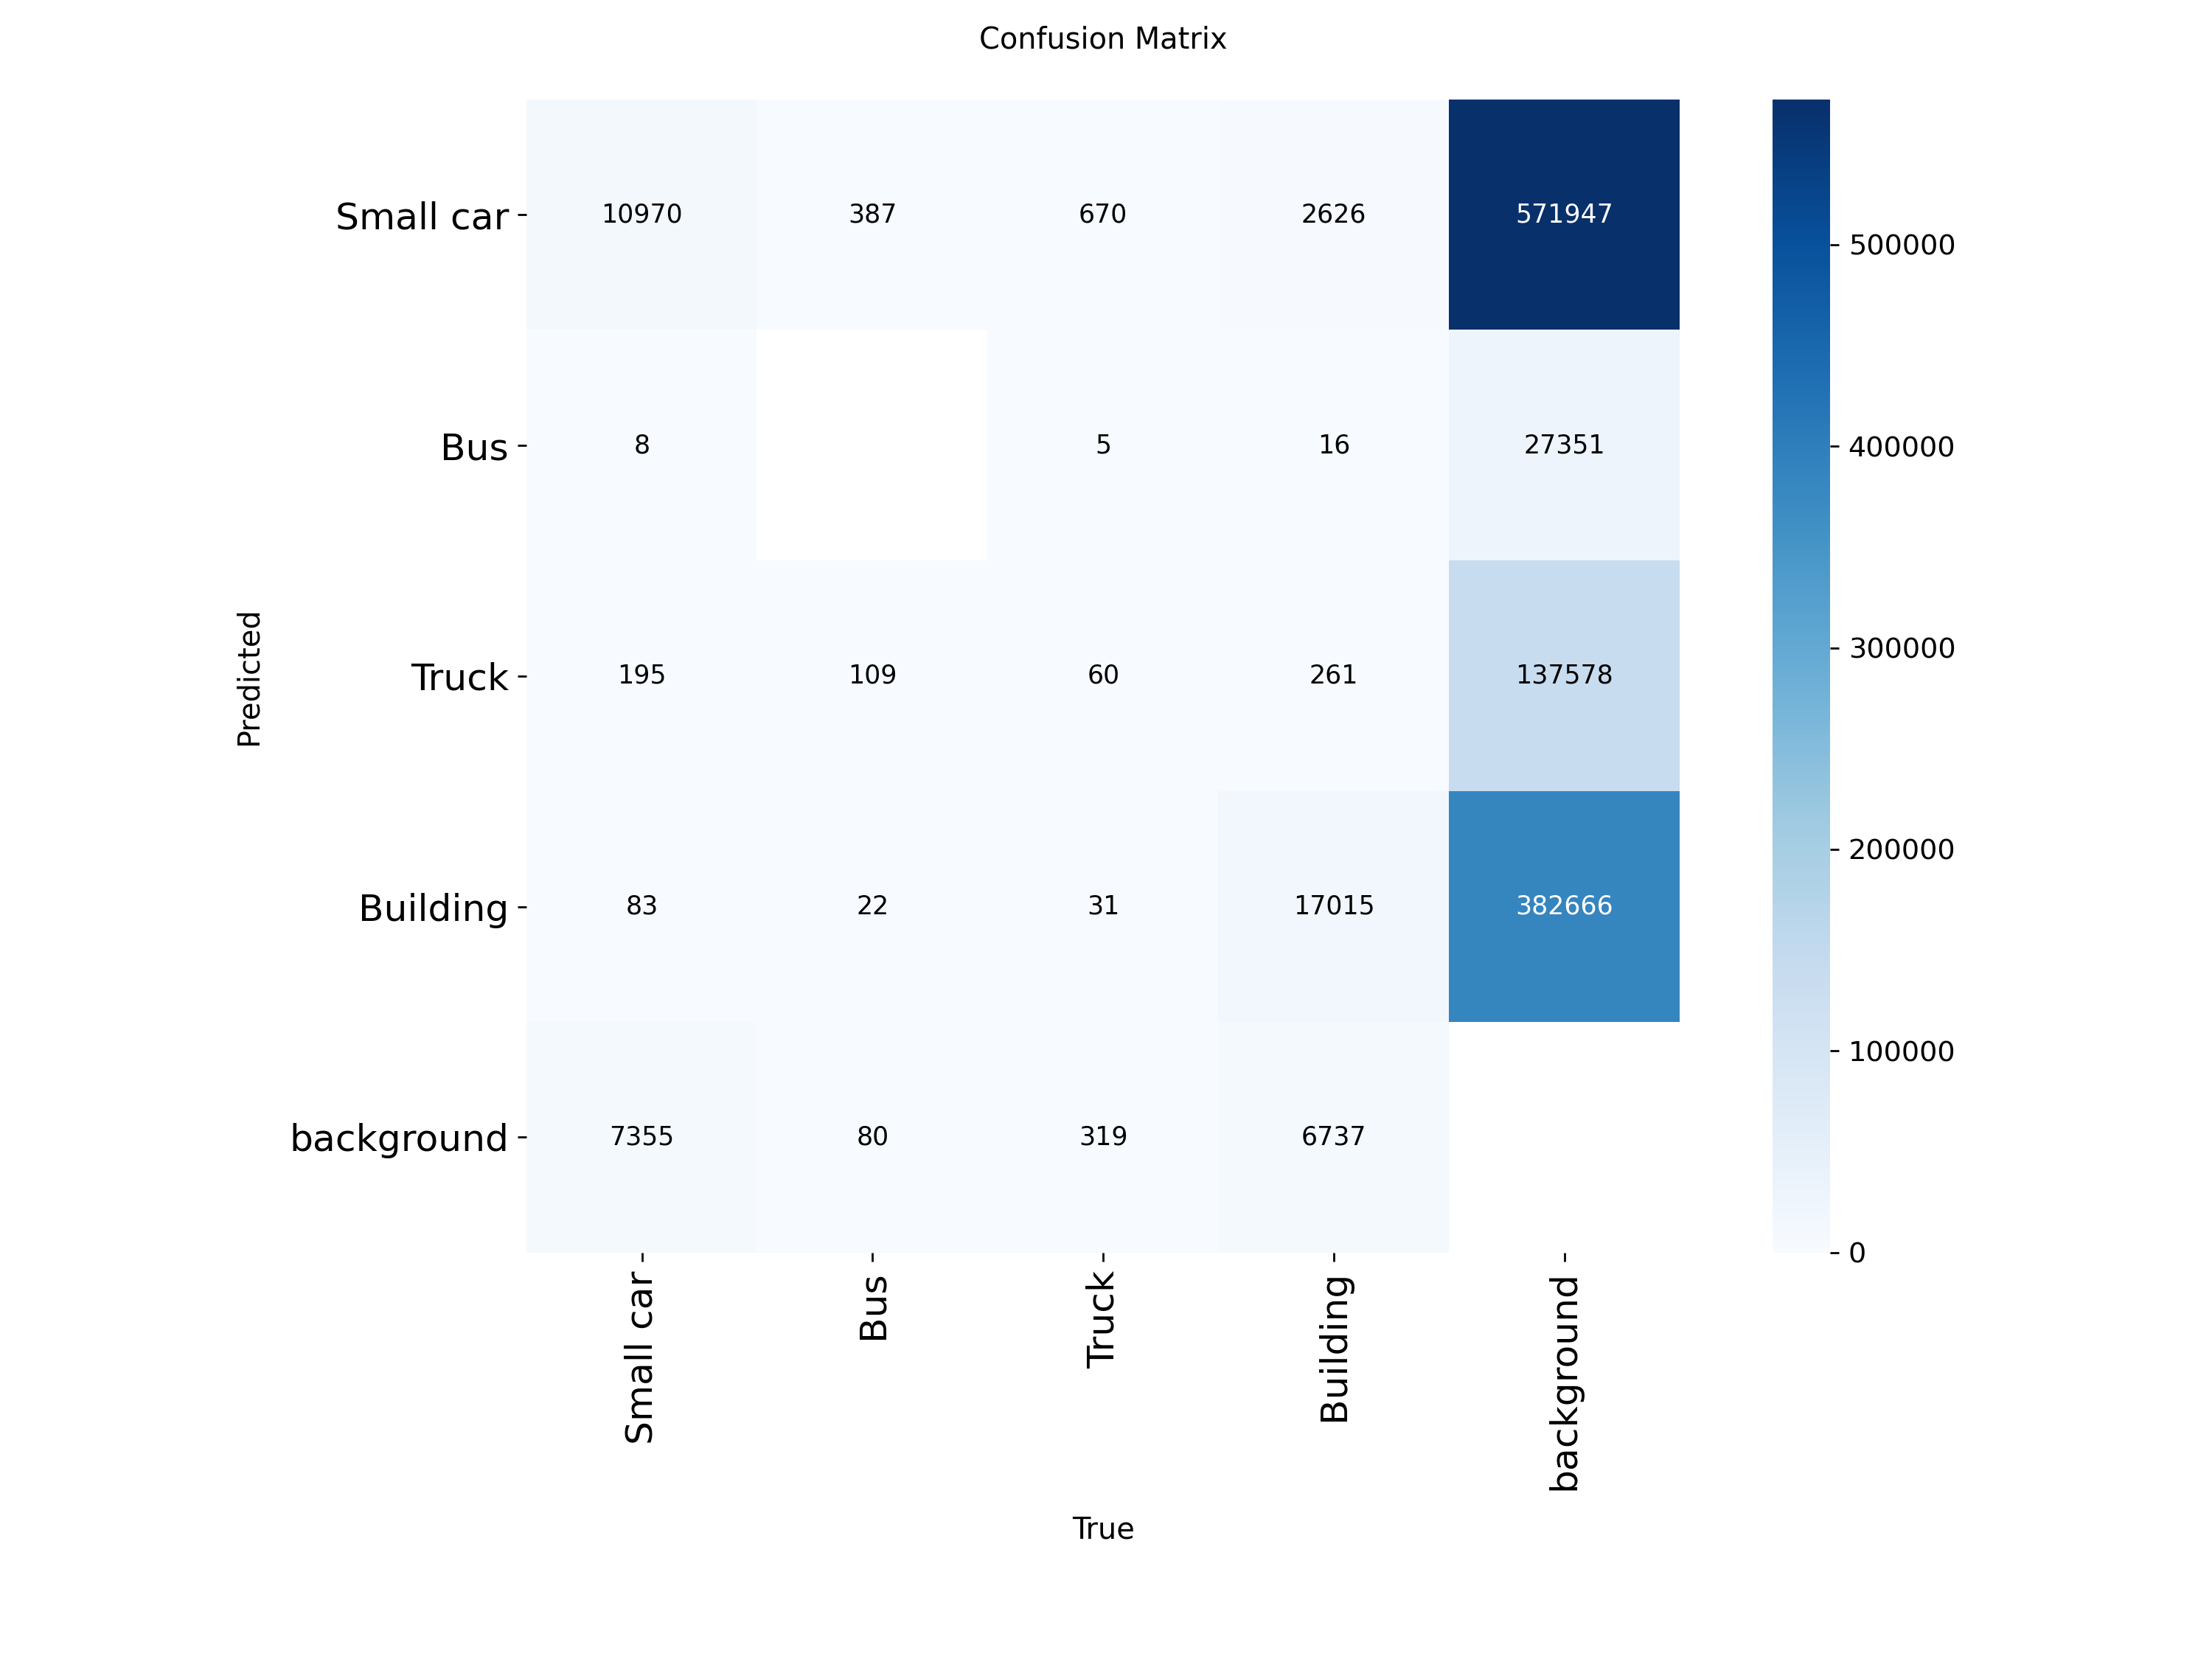 Confusion Matrix
Predicted
Small car 10970 387 670 2626 571947
Bus 8 5 16 27351
Truck 195 109 60 261 137578
Building 83 22 31 17015 382666
background 7355 80 319 6737
Small car Bus Truck Building background
True
500000
400000
300000
200000
100000
0